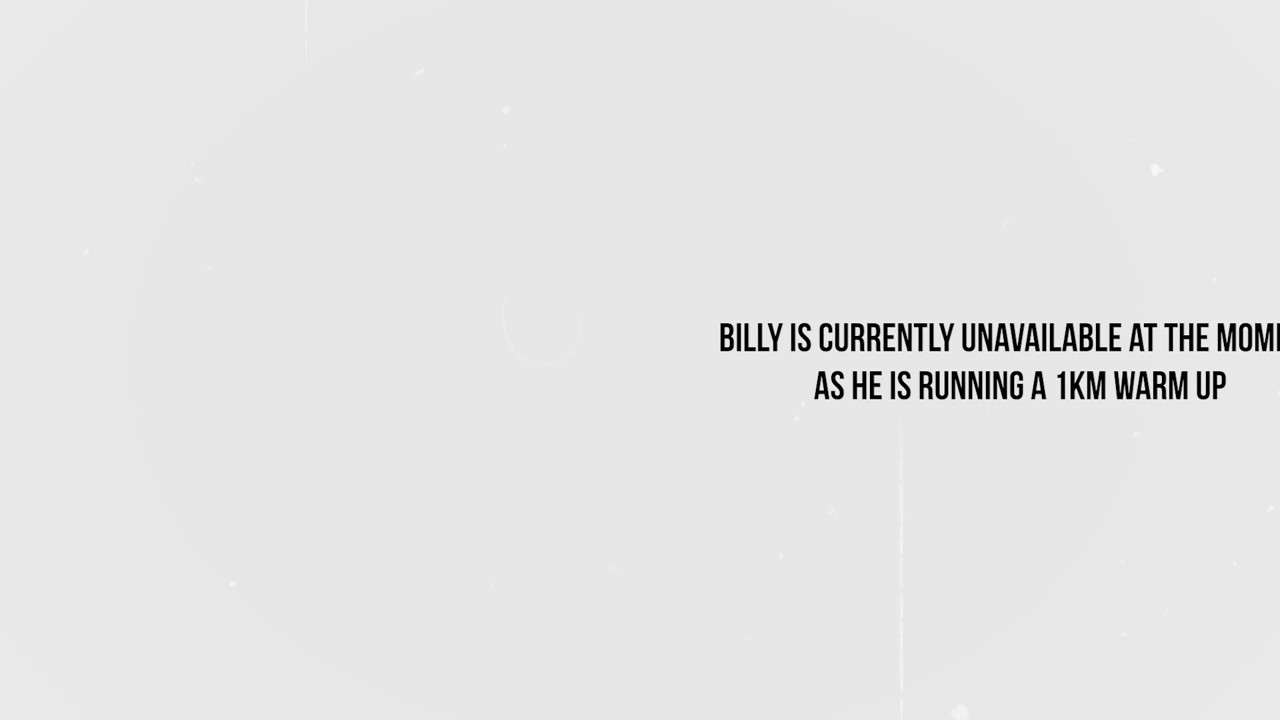 BILLY IS CURRENTLY UNAVAILABLE AT THE
AS HE IS RUNNING A 1KM WARM UP